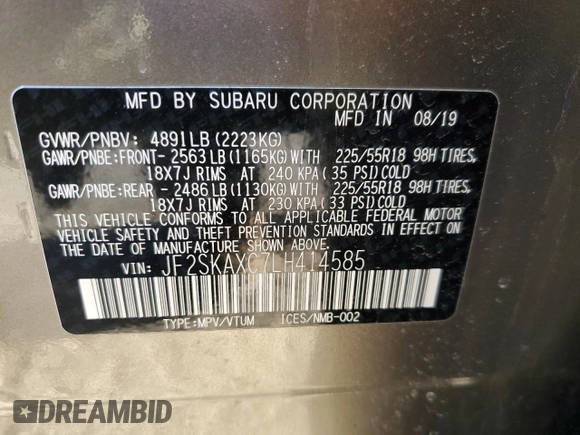 MFD BY SUBARU CORPORATION
MFD IN 08/19
GVWR/PNBV: 4891LB(2223KG)
GAWR/PNBE:FRONT- 2563LB(1165KG)WITH 225/55R18 98H TIRES,
18X7J RIMS AT 240 KPA(35 PSI)COLD
GAWR/PNBE:REAR - 2486LB(1130KG)WITH 225/55R18 98H TIRES,
18X7J RIMS AT 230 KPA(33 PSI)COLD
THIS VEHICLE CONFORMS TO ALL APPLICABLE FEDERAL MOTOR
VEHICLE SAFETY AND THEFT PREVENTION STANDARDS IN EFFECT ON
THE DATE OF MANUFACTURE SHOWN ABOVE.
VIN: JF2SKAXC7LH414585
TYPE:MPV/VTUM ICES/NMB-002
DREAMBID